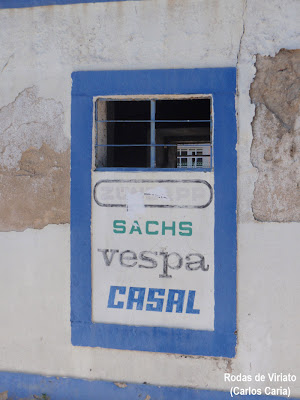 SACHS
vespa
CASAL
Rodas de Viriato
(Carlos Caria)